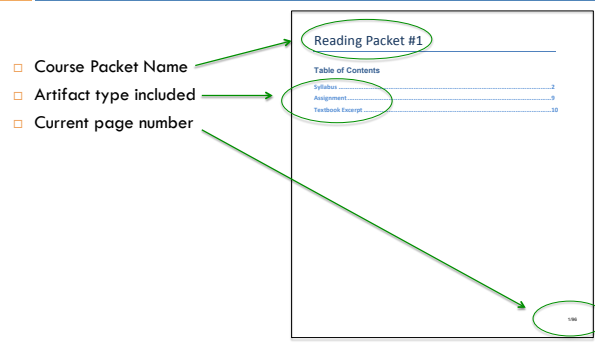 Course Packet Name
Artifact type included
Current page number
Reading Packet #1
Table of Contents
Syllabus ........................................................................ 2
Assignment ........................................................................ 9
Textbook Excerpt ........................................................................ 10
1/96